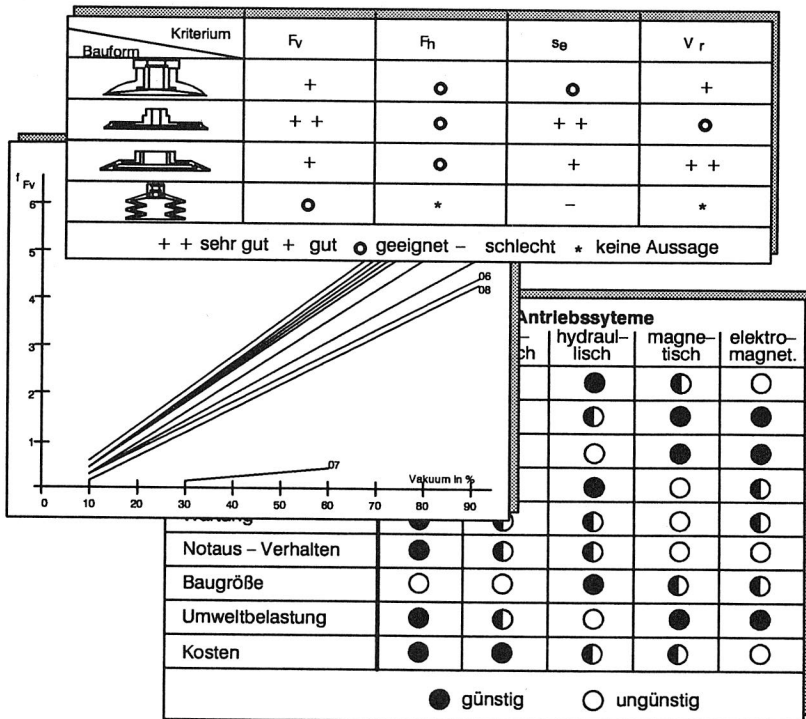 Kriterium
Bauform
Fv Fh se Vr
+ +
+ + + +
+ + + +
* – *
+ + sehr gut + gut geeignet – schlecht * keine Aussage
f Fv
6
5
4
3
2
1
0 10 20 30 40 50 60 70 80 90
Vakuum in %
06
08
07
Antriebssyteme
hydraul– magne– elektro–
lisch tisch magnet.
Wartung
Notaus – Verhalten
Baugröße
Umweltbelastung
Kosten
günstig ungünstig